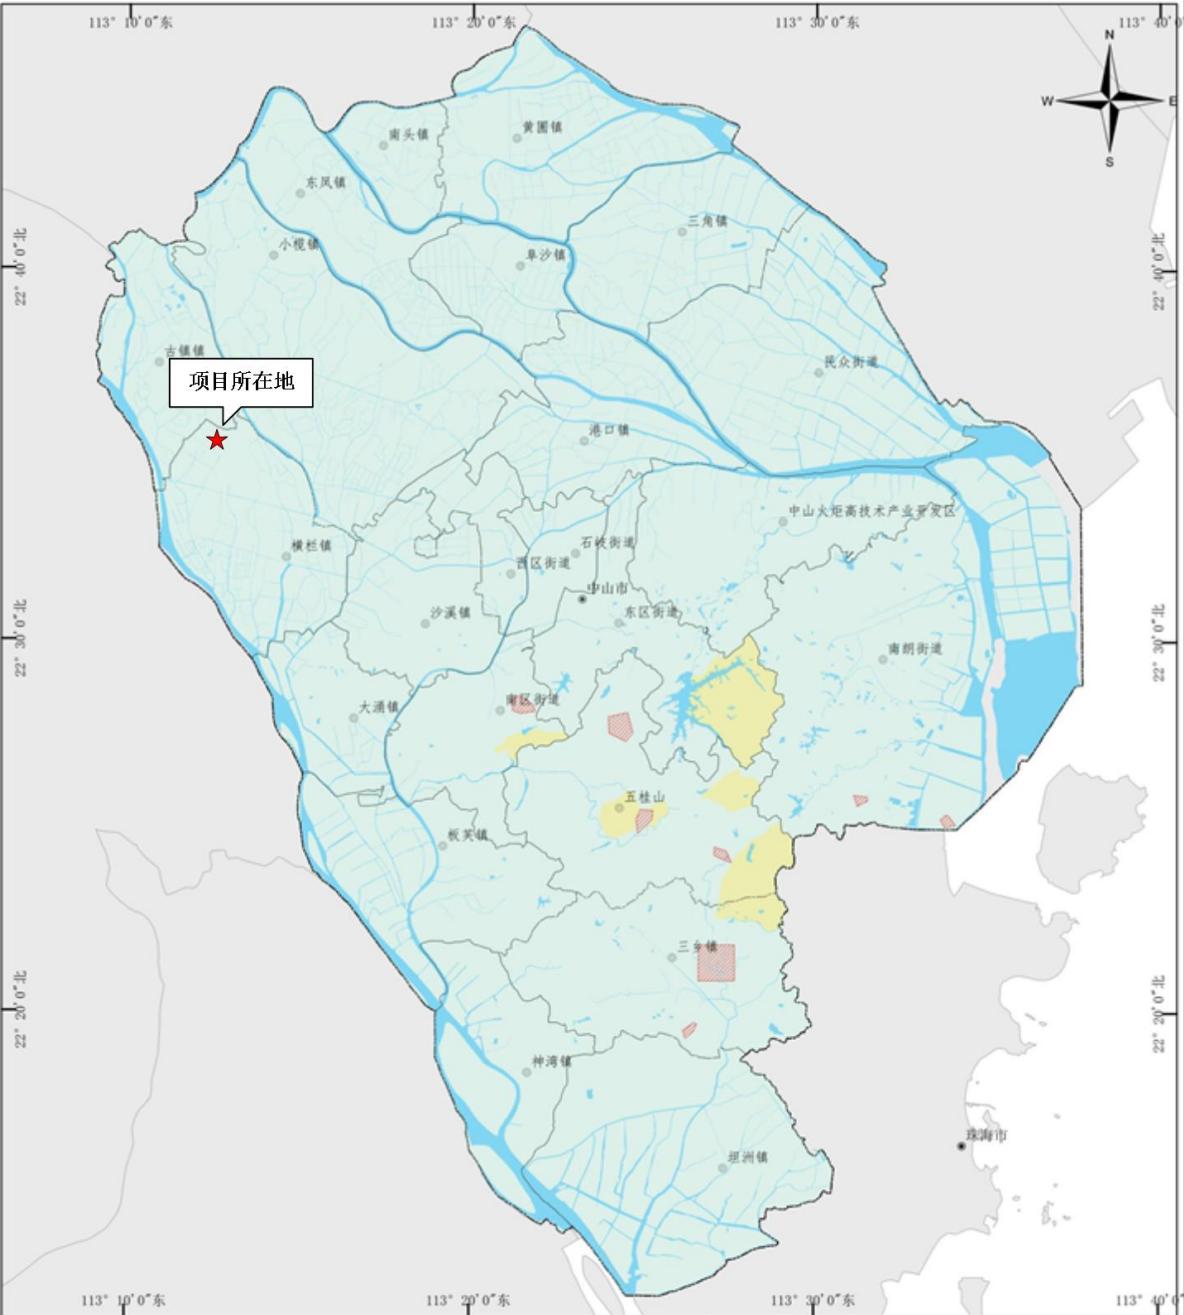 113° 10′0″东
113° 20′0″东
113° 30′0″东
113° 40′0
N
W
E
S
黄圃镇
南头镇
东凤镇
三角镇
小榄镇
阜沙镇
22° 40′0″北
22° 40′0″北
古镇镇
民众街道
项目所在地
港口镇
中山火炬高技术产业开发区
石岐街道
横栏镇
西区街道
中山市
沙溪镇
东区街道
22° 30′0″北
22° 30′0″北
南朗街道
南区街道
大涌镇
五桂山
板芙镇
三乡镇
22° 20′0″北
22° 20′0″北
神湾镇
珠海市
坦洲镇
113° 10′0″东
113° 20′0″东
113° 30′0″东
113° 40′0